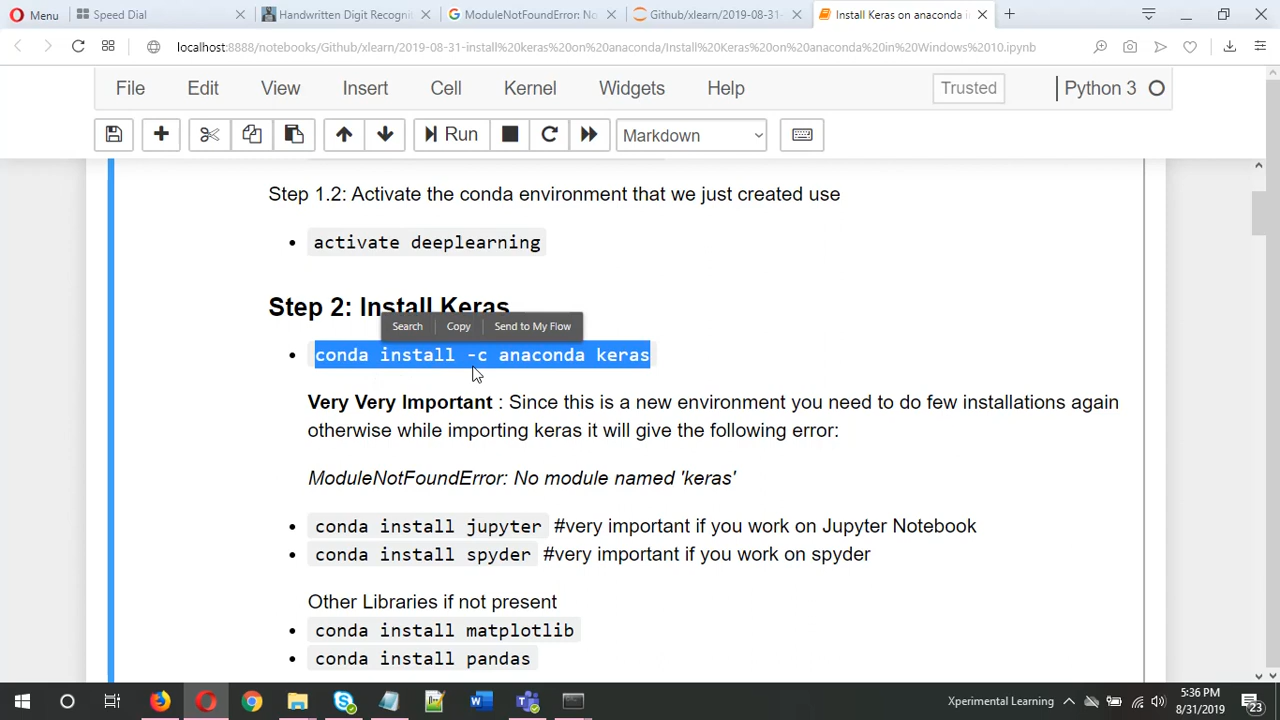 Menu
Speed Dial
Handwritten Digit Recogni
ModuleNotFoundError: No
Github/xlearn/2019-08-31-
Install Keras on anaconda i
localhost:8888/notebooks/Github/xlearn/2019-08-31-install%20keras%20on%20anaconda/Install%20Keras%20on%20anaconda%20in%20Windows%2010.ipynb
File Edit View Insert Cell Kernel Widgets Help Trusted Python 3
Run Markdown
Step 1.2: Activate the conda environment that we just created use
activate deeplearning
Step 2: Install Keras
Search Copy Send to My Flow
conda install -c anaconda keras
Very Very Important : Since this is a new environment you need to do few installations again
otherwise while importing keras it will give the following error:
ModuleNotFoundError: No module named 'keras'
conda install jupyter #very important if you work on Jupyter Notebook
conda install spyder #very important if you work on spyder
Other Libraries if not present
conda install matplotlib
conda install pandas
Xperimental Learning
5:36 PM
8/31/2019
23